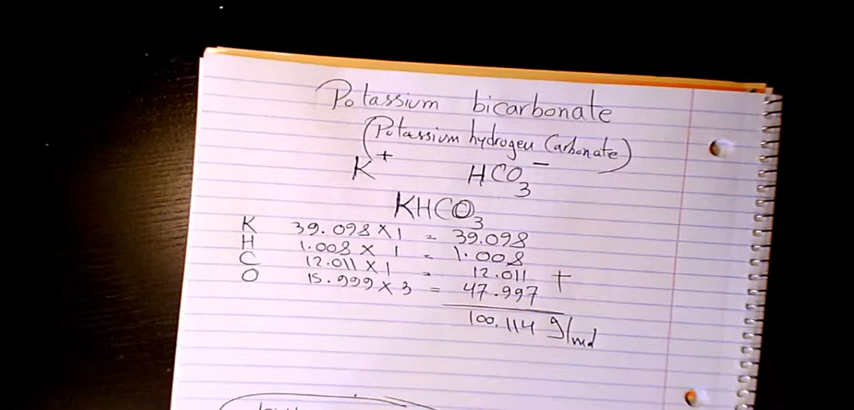 Potassium bicarbonate
(Potassium hydrogen Carbonate)
K+ HCO3−
KHCO3
K 39.098 × 1 = 39.098
H 1.008 × 1 = 1.008
C 12.011 × 1 = 12.011 +
O 15.999 × 3 = 47.997
100.114 g/mol